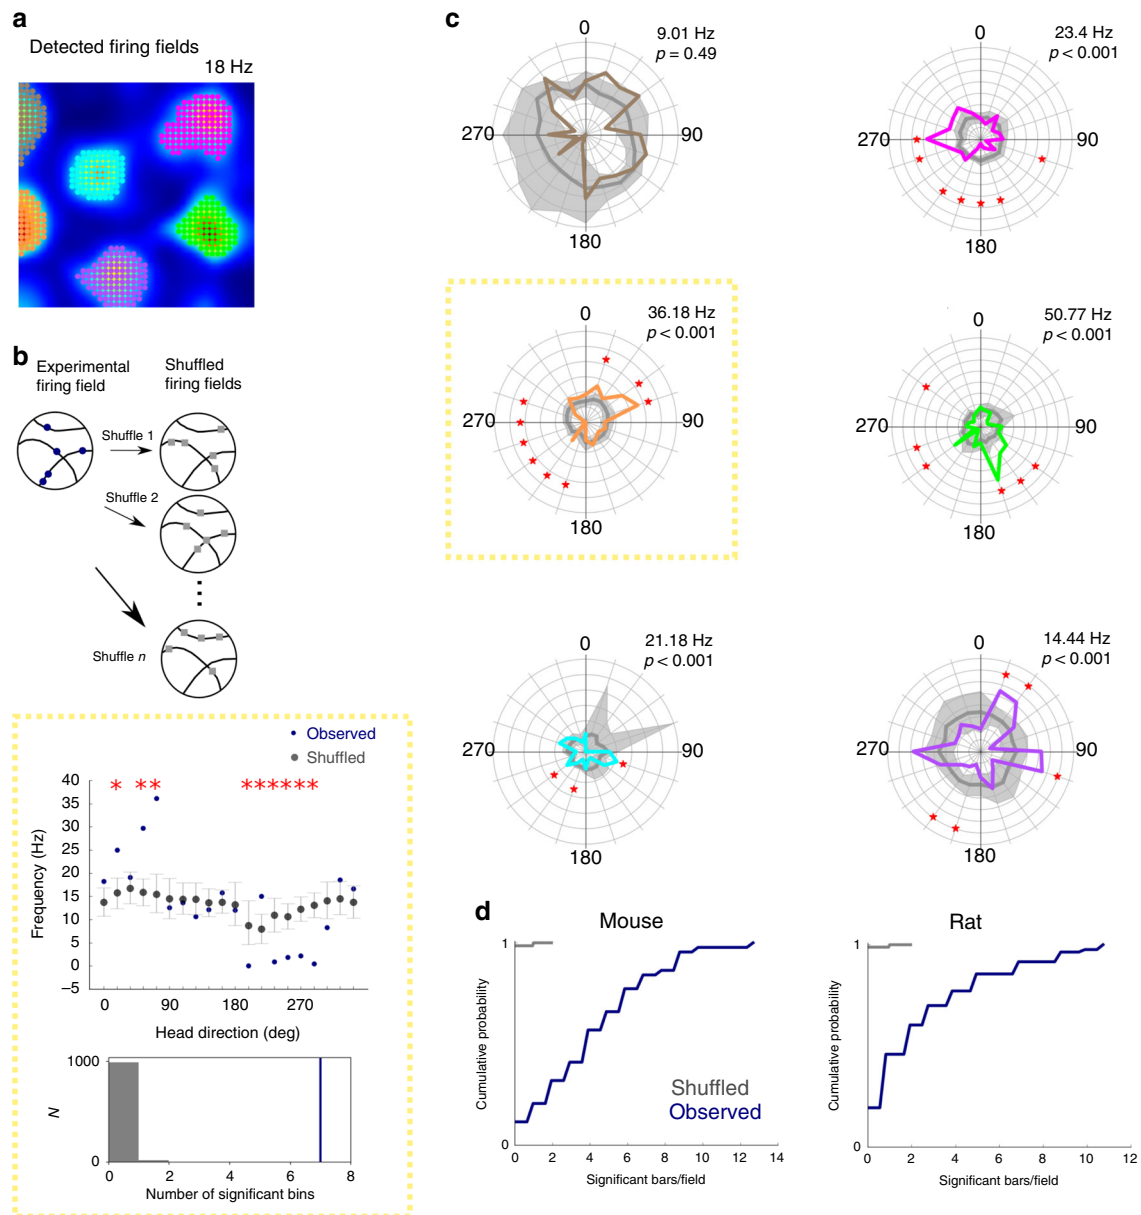 a
Detected firing fields
18 Hz
b
Experimental
firing field
Shuffled
firing fields
Shuffle 1
Shuffle 2
Shuffle n
Observed
Shuffled
40
35
30
25
20
15
10
5
0
–5
Frequency (Hz)
∗ ∗∗ ∗∗∗∗∗∗
0 90 180 270
Head direction (deg)
1000
0
N
0 2 4 6 8
Number of significant bins
c
0
9.01 Hz
p = 0.49
270
90
180
0
23.4 Hz
p < 0.001
270
90
180
0
36.18 Hz
p < 0.001
270
90
180
0
50.77 Hz
p < 0.001
270
90
180
0
21.18 Hz
p < 0.001
270
90
180
0
14.44 Hz
p < 0.001
270
90
180
d
Mouse
1
0
Cumulative probability
Shuffled
Observed
0 2 4 6 8 10 12 14
Significant bars/field
Rat
1
0
Cumulative probability
0 2 4 6 8 10 12
Significant bars/field